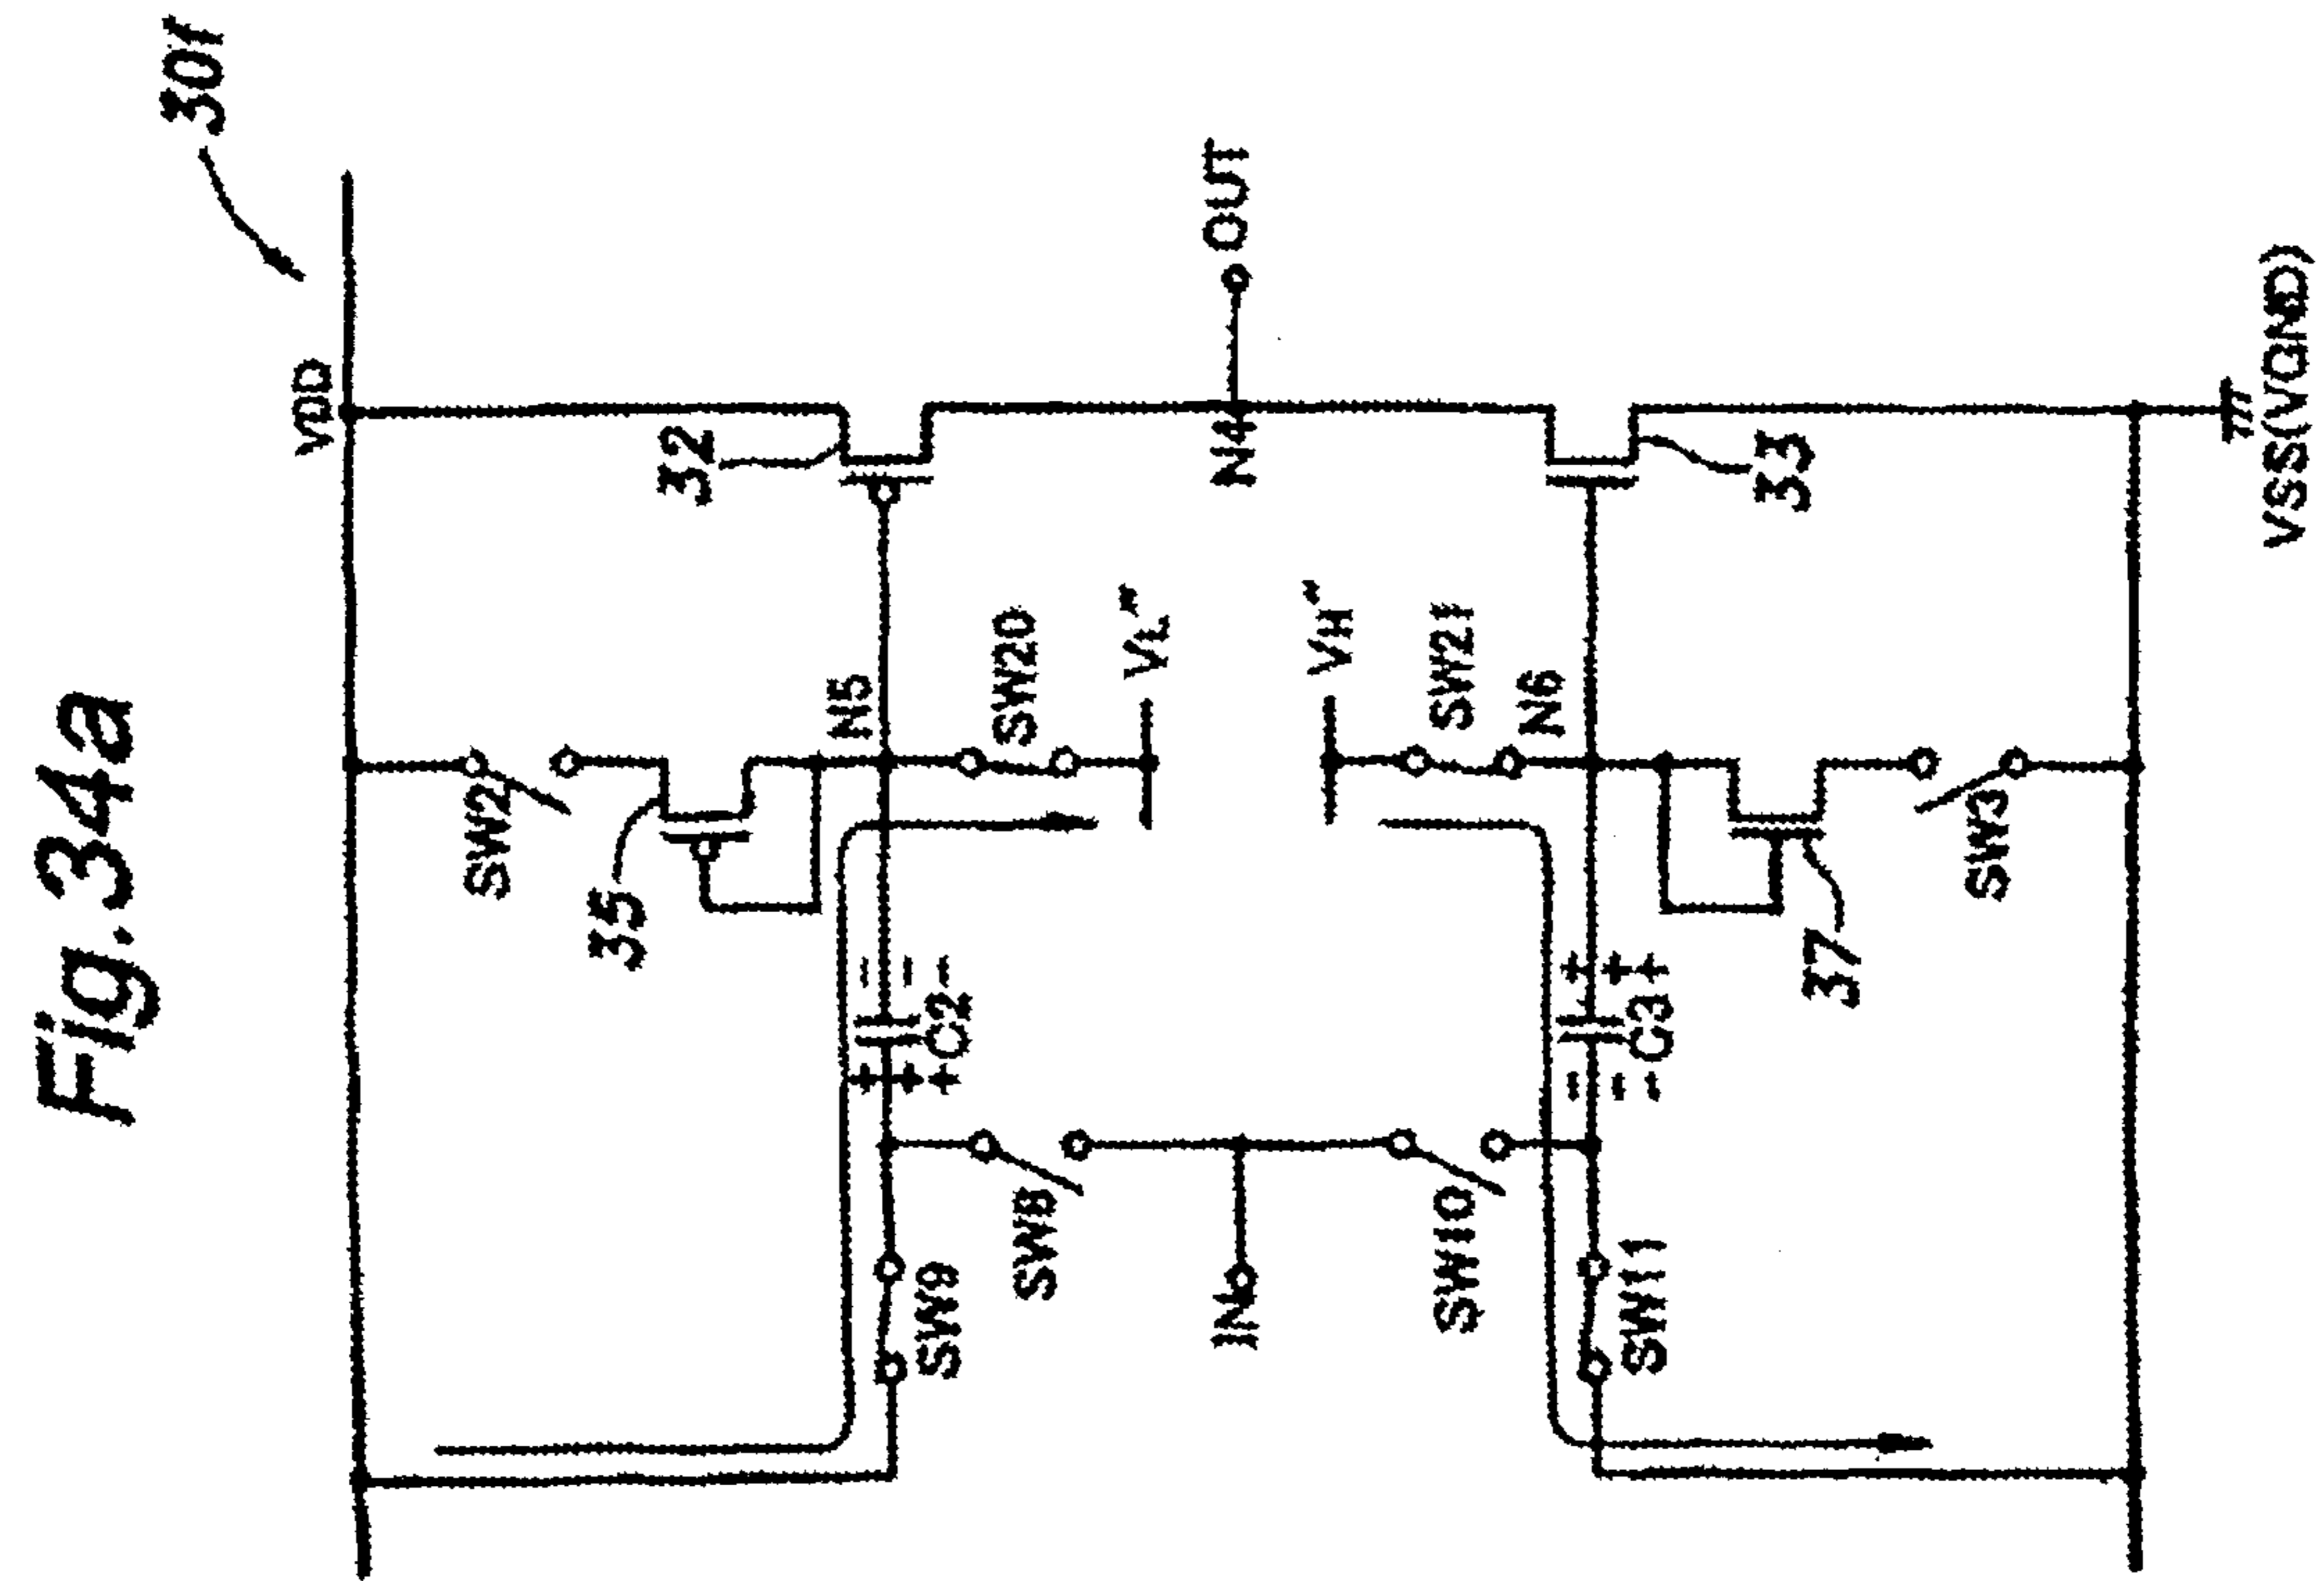 Fig. 34a
30f
VDD
SW2
35
32
N5
+ + +
- - -
SW9
C2
SW8
SW20
VL"
IN
N4
OUT
VH"
SW10
SW21
N6
- - -
+ + +
SW11
C3
33
37
SW3
VSS(VGND)